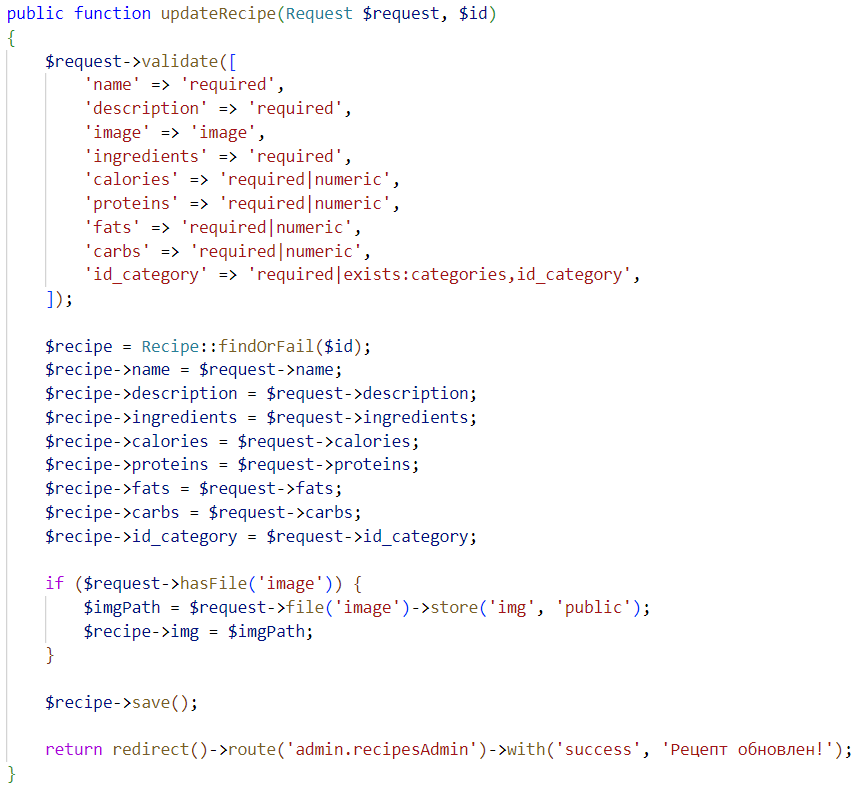 public function updateRecipe(Request $request, $id)
{
    $request->validate([
        'name' => 'required',
        'description' => 'required',
        'image' => 'image',
        'ingredients' => 'required',
        'calories' => 'required|numeric',
        'proteins' => 'required|numeric',
        'fats' => 'required|numeric',
        'carbs' => 'required|numeric',
        'id_category' => 'required|exists:categories,id_category',
    ]);

    $recipe = Recipe::findOrFail($id);
    $recipe->name = $request->name;
    $recipe->description = $request->description;
    $recipe->ingredients = $request->ingredients;
    $recipe->calories = $request->calories;
    $recipe->proteins = $request->proteins;
    $recipe->fats = $request->fats;
    $recipe->carbs = $request->carbs;
    $recipe->id_category = $request->id_category;

    if ($request->hasFile('image')) {
        $imgPath = $request->file('image')->store('img', 'public');
        $recipe->img = $imgPath;
    }

    $recipe->save();

    return redirect()->route('admin.recipesAdmin')->with('success', 'Рецепт обновлен!');
}